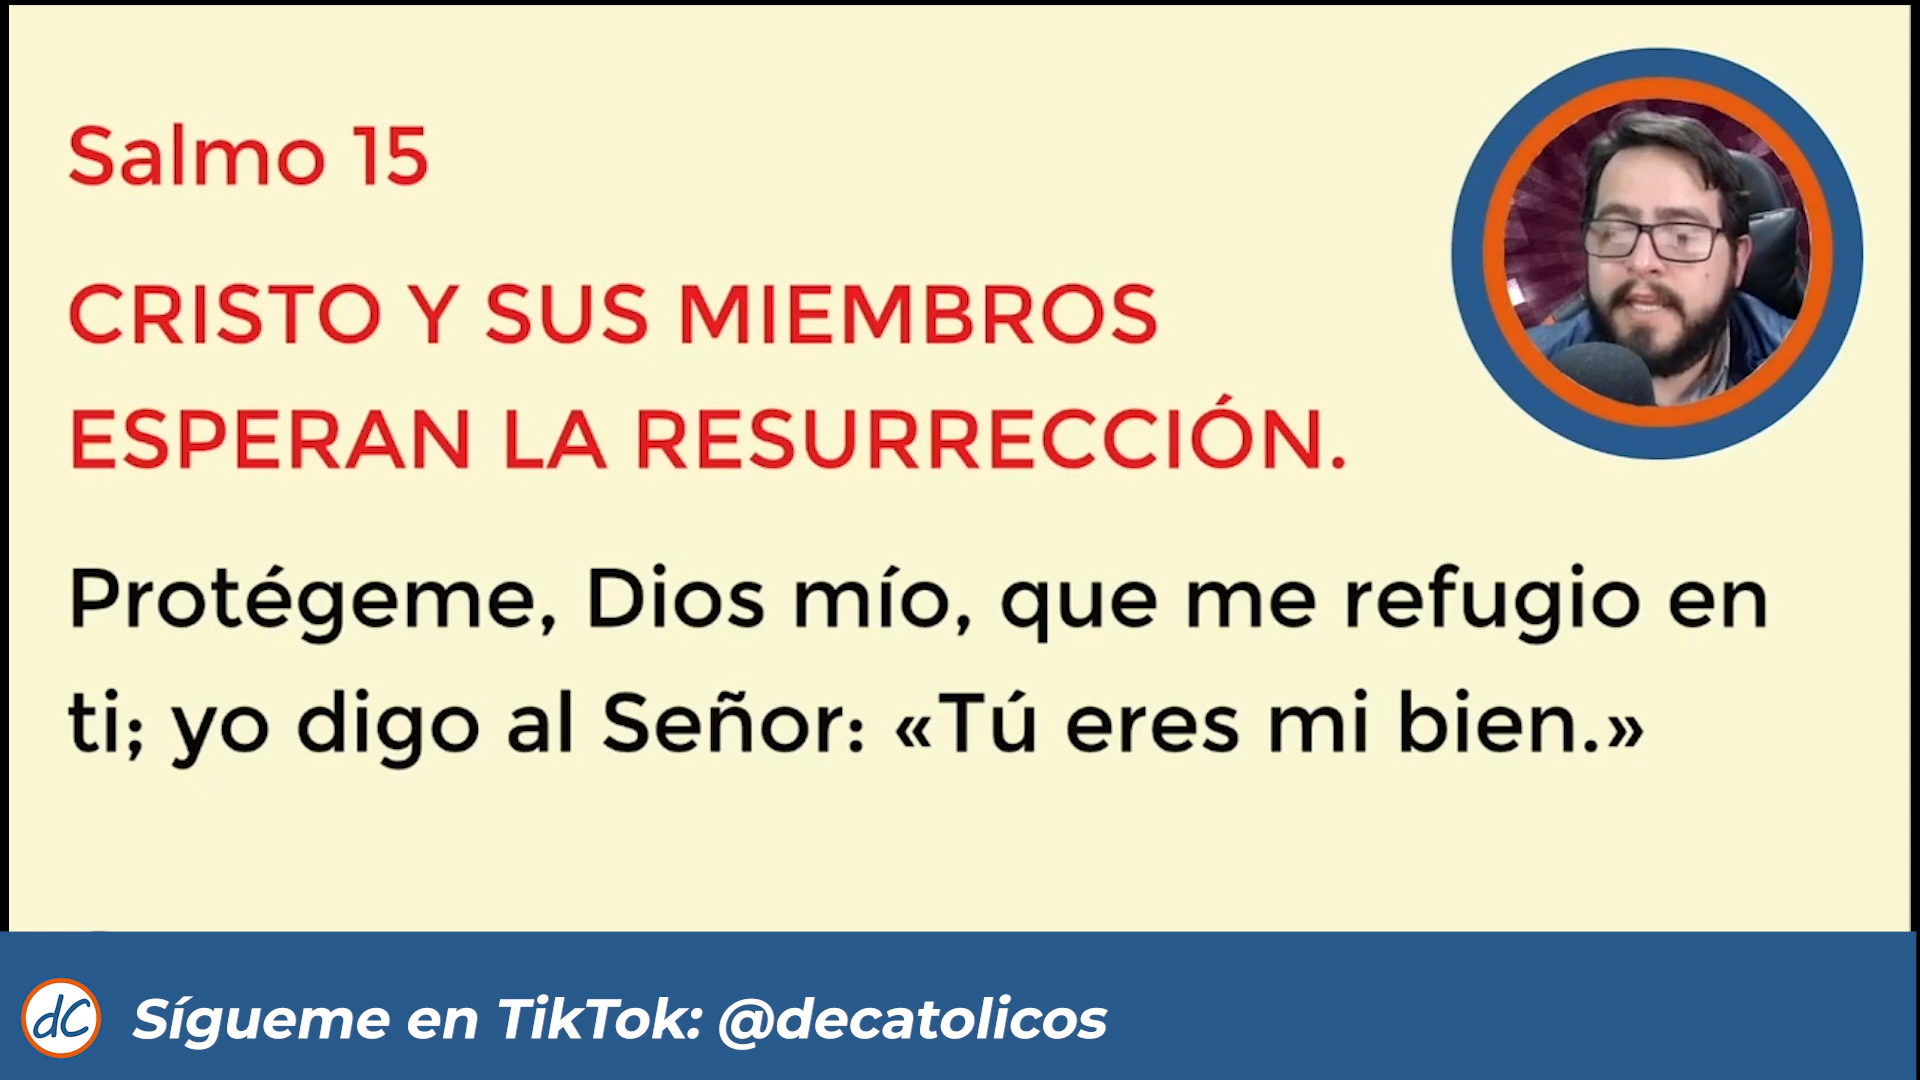 Salmo 15
CRISTO Y SUS MIEMBROS
ESPERAN LA RESURRECCIÓN.
Protégeme, Dios mío, que me refugio en
ti; yo digo al Señor: «Tú eres mi bien.»
dC
Sígueme en TikTok: @decatolicos